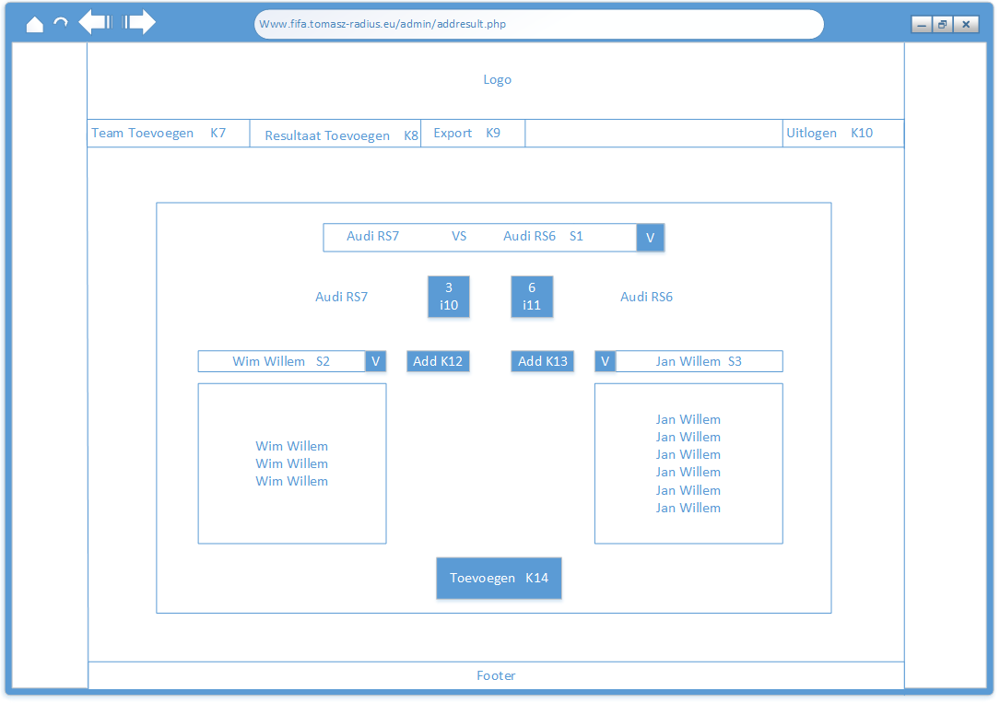 Www.fifa.tomasz-radius.eu/admin/addresult.php
Logo
Team Toevoegen K7
Resultaat Toevoegen K8
Export K9
Uitlogen K10
Audi RS7 VS Audi RS6 S1 V
Audi RS7
3
i10
6
i11
Audi RS6
Wim Willem S2 V
Add K12
Add K13
V Jan Willem S3
Wim Willem
Wim Willem
Wim Willem
Jan Willem
Jan Willem
Jan Willem
Jan Willem
Jan Willem
Jan Willem
Toevoegen K14
Footer